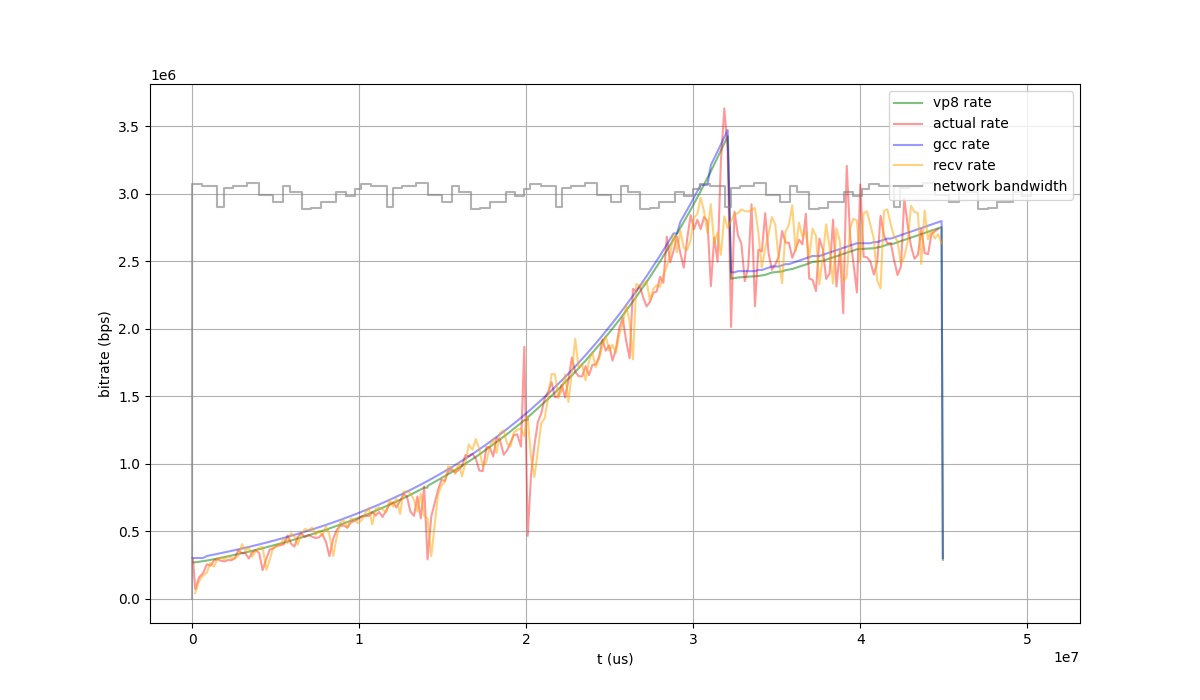 1e6
3.5
3.0
2.5
2.0
1.5
1.0
0.5
0.0
bitrate (bps)
vp8 rate
actual rate
gcc rate
recv rate
network bandwidth
0
1
2
3
4
5
t (us)
1e7